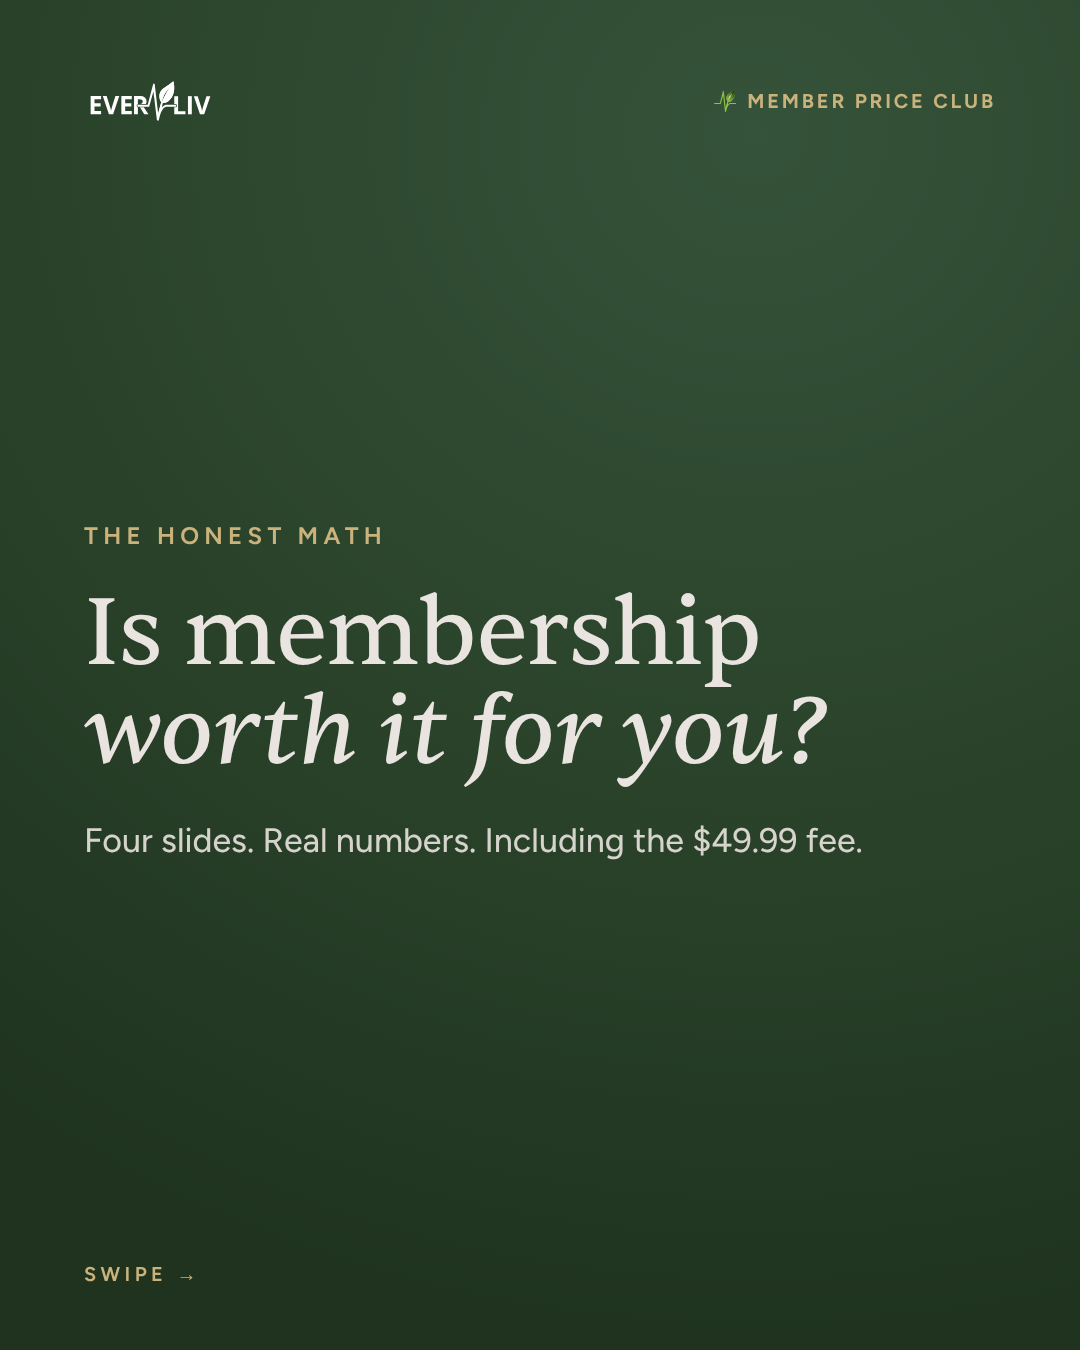 EVERLIV
MEMBER PRICE CLUB
THE HONEST MATH
Is membership
worth it for you?
Four slides. Real numbers. Including the $49.99 fee.
SWIPE →